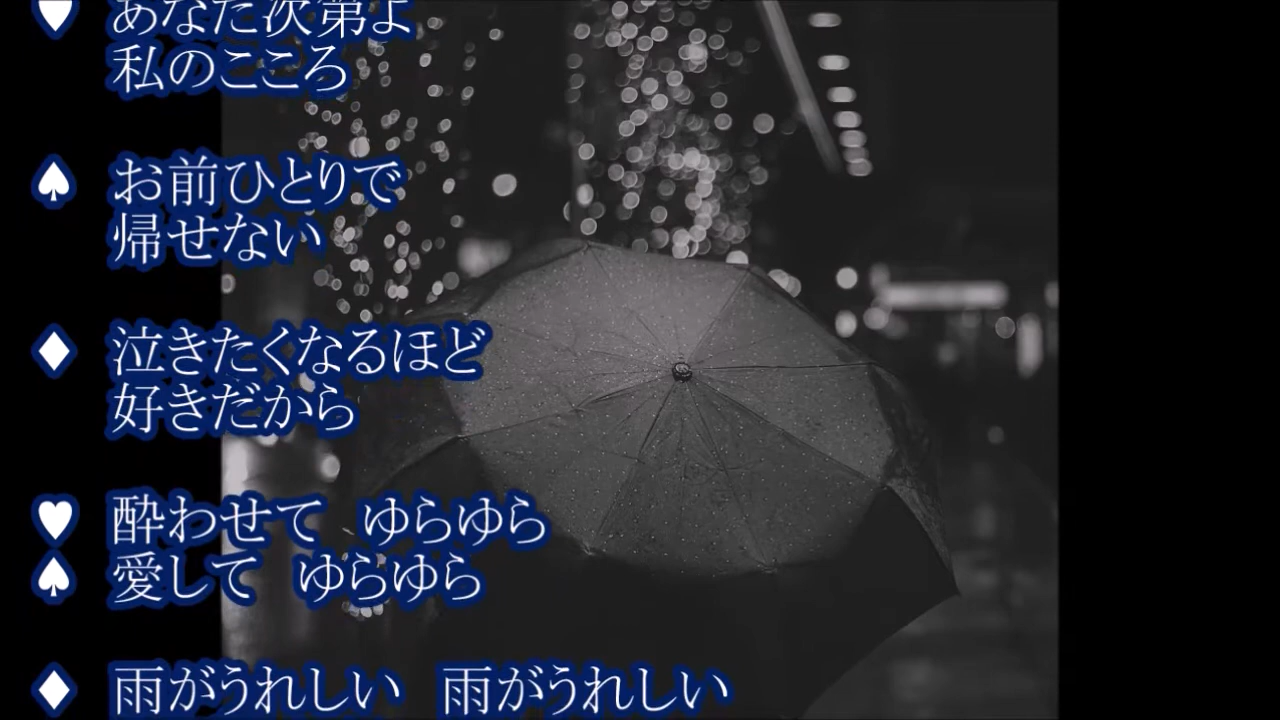 ♥ あなた次第よ
私のこころ
♠ お前ひとりで
帰せない
♦ 泣きたくなるほど
好きだから
♥ 酔わせて　ゆらゆら
♠ 愛して　ゆらゆら
♦ 雨がうれしい　雨がうれしい